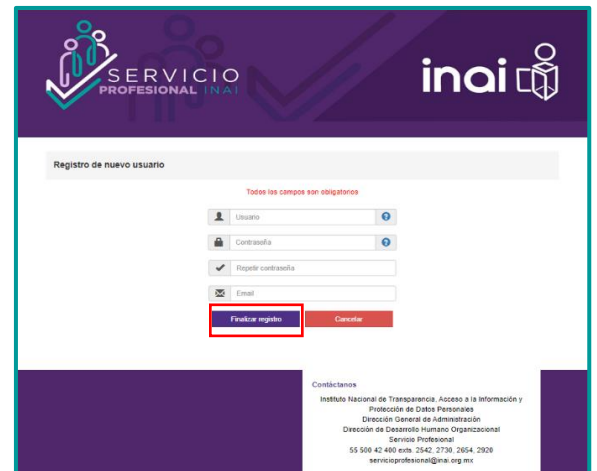 SERVICIO
PROFESIONAL INAI
inai
Registro de nuevo usuario
Todos los campos son obligatorios
Usuario
Contraseña
Repetir contraseña
Email
Finalizar registro
Cancelar
Contáctanos
Instituto Nacional de Transparencia, Acceso a la Información y
Protección de Datos Personales
Dirección General de Administración
Dirección de Desarrollo Humano Organizacional
Servicio Profesional
55 500 42 400 exts. 2542, 2730, 2654, 2920
servicioprofesional@inai.org.mx